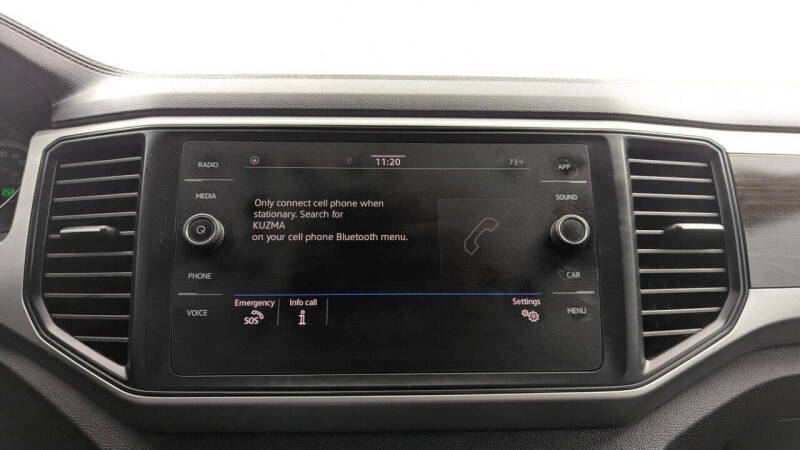 RADIO
11:20
73°F
APP
MEDIA
SOUND
Only connect cell phone when
stationary. Search for
KUZMA
on your cell phone Bluetooth menu.
PHONE
CAR
Emergency
SOS
Info call
Settings
VOICE
MENU